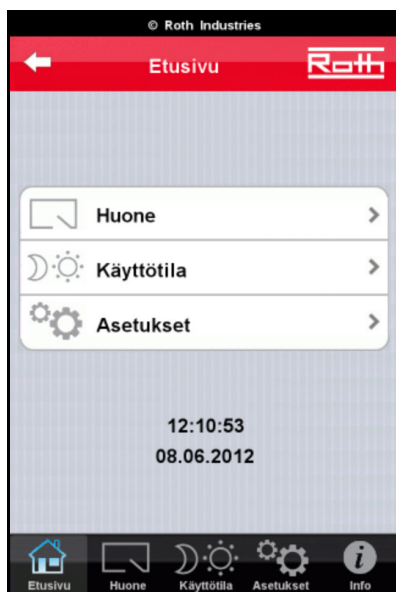 © Roth Industries
Etusivu
Roth
Huone
Käyttötila
Asetukset
12:10:53
08.06.2012
Etusivu Huone Käyttötila Asetukset Info